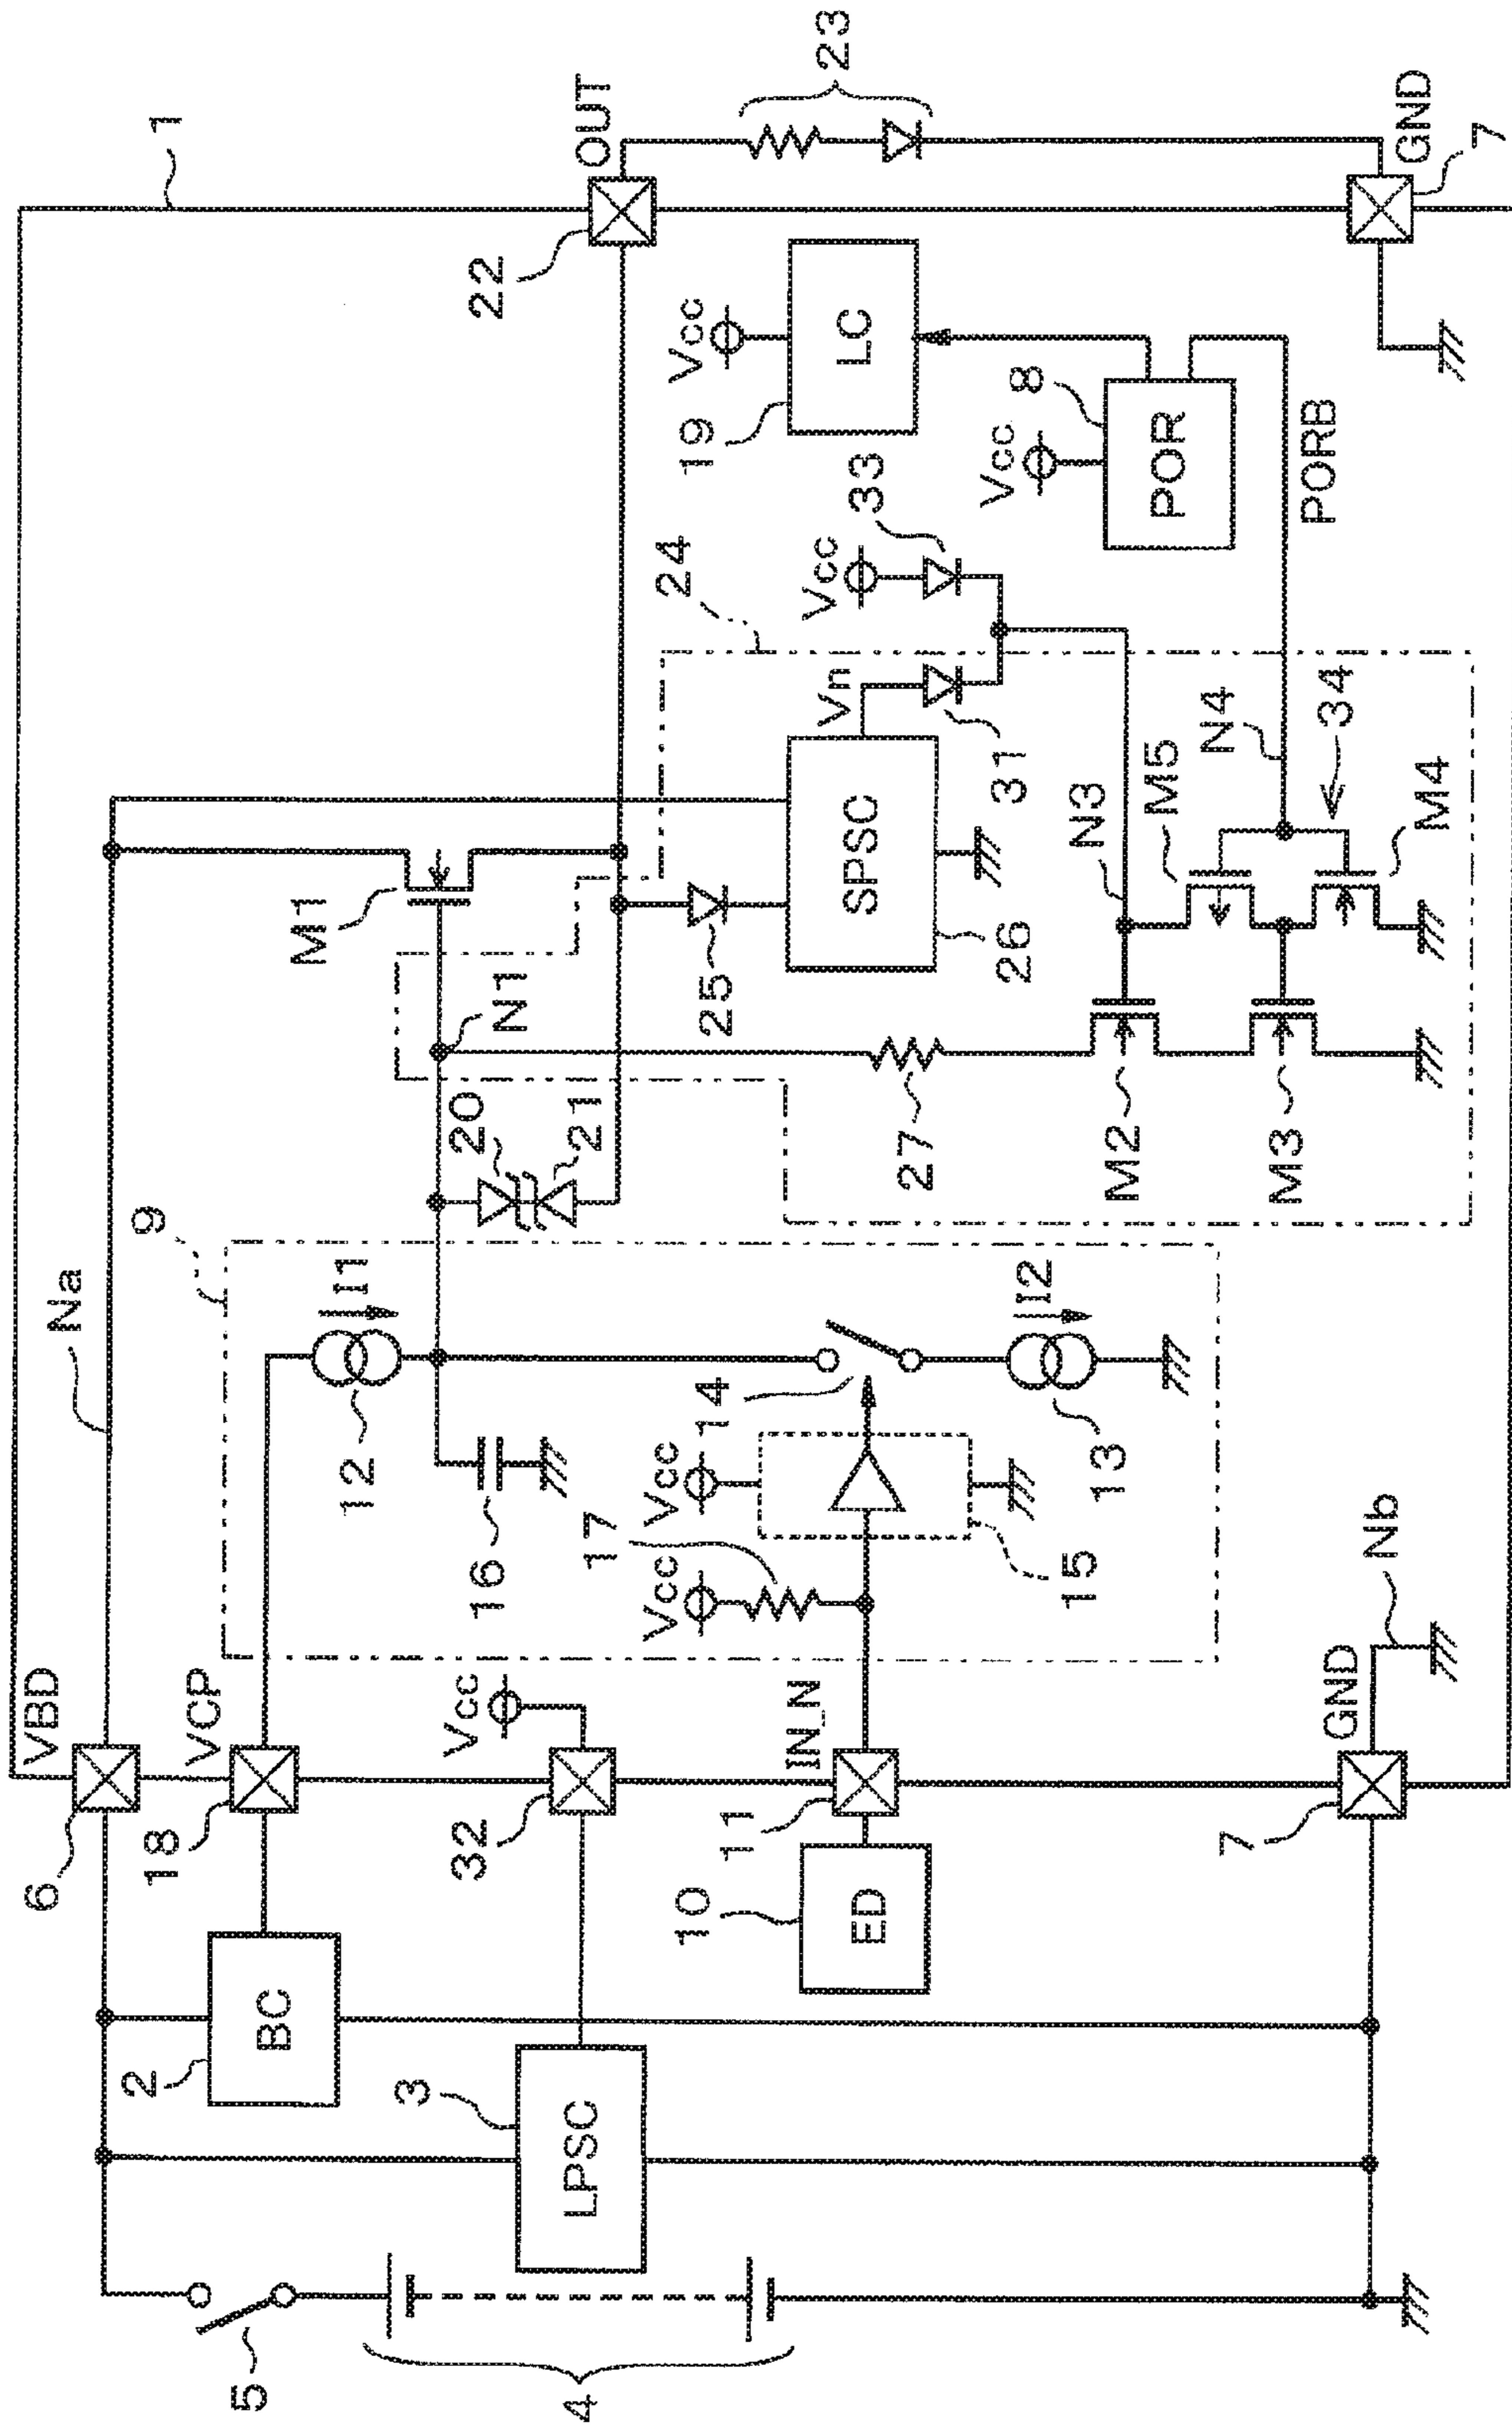 1
Na
9
VBD
6
VCP
18
BC
2
LPSC
3
5
4
Vcc
32
IN_N
11
ED
10
GND
7
Nb
12
I1
16
Vcc
17
Vcc
14
15
13
I2
20
21
N1
M1
24
25
SPSC
26
Vn
31
Vcc
33
27
M2
M3
N3
M5
N4
34
M4
PORB
POR
8
Vcc
LC
19
Vcc
22
OUT
23
GND
7